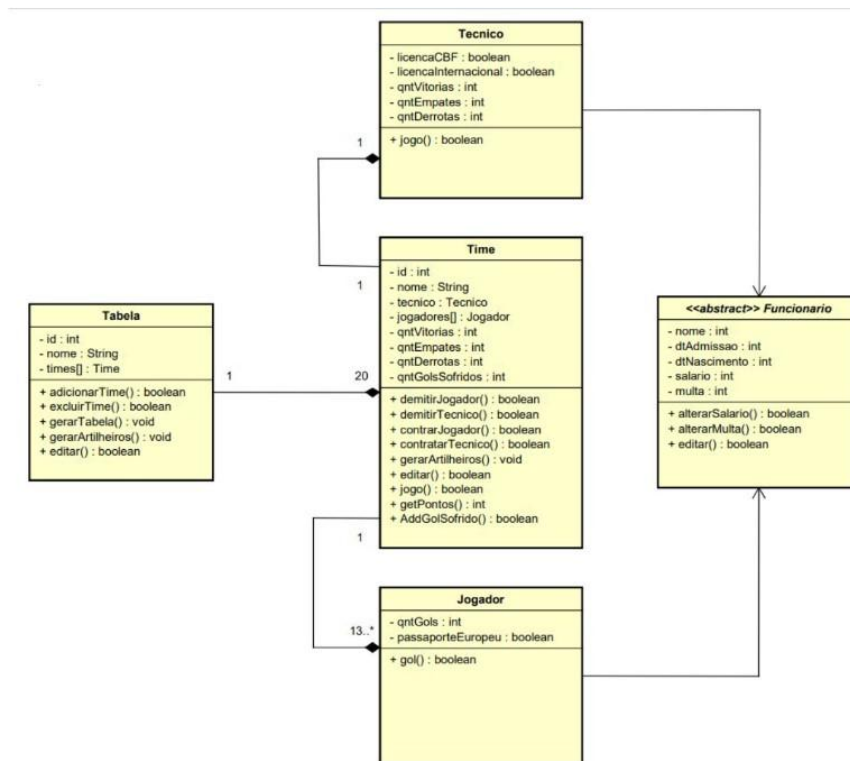 Tecnico
- licencaCBF : boolean
- licencaInternacional : boolean
- qntVitorias : int
- qntEmpates : int
- qntDerrotas : int
+ jogo() : boolean
1
1
Time
- id : int
- nome : String
- tecnico : Tecnico
- jogadores[] : Jogador
- qntVitorias : int
- qntEmpates : int
- qntDerrotas : int
- qntGolsSofridos : int
+ demitirJogador() : boolean
+ demitirTecnico() : boolean
+ contrarJogador() : boolean
+ contratarTecnico() : boolean
+ gerarArtilheiros() : void
+ editar() : boolean
+ jogo() : boolean
+ getPontos() : int
+ AddGolSofrido() : boolean
Tabela
- id : int
- nome : String
- times[] : Time
+ adicionarTime() : boolean
+ excluirTime() : boolean
+ gerarTabela() : void
+ gerarArtilheiros() : void
+ editar() : boolean
1
20
<<abstract>> Funcionario
- nome : int
- dtAdmissao : int
- dtNascimento : int
- salario : int
- multa : int
+ alterarSalario() : boolean
+ alterarMulta() : boolean
+ editar() : boolean
1
13..*
Jogador
- qntGols : int
- passaporteEuropeu : boolean
+ gol() : boolean